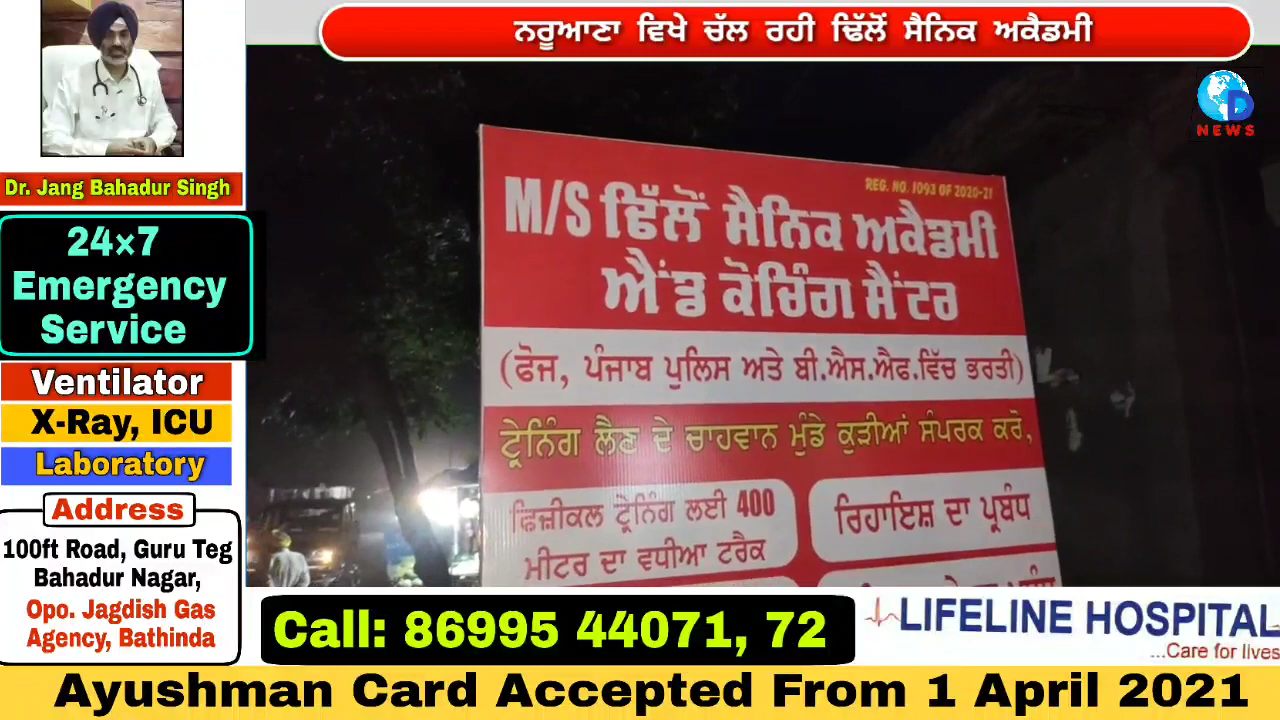 ਨਰੂਆਣਾ ਵਿਖੇ ਚੱਲ ਰਹੀ ਢਿੱਲੋਂ ਸੈਨਿਕ ਅਕੈਡਮੀ
D
NEWS
Dr. Jang Bahadur Singh
24×7
Emergency
Service
Ventilator
X-Ray, ICU
Laboratory
Address
100ft Road, Guru Teg
Bahadur Nagar,
Opo. Jagdish Gas
Agency, Bathinda
REG. NO. 1093 OF 2020-21
M/S ਢਿੱਲੋਂ ਸੈਨਿਕ ਅਕੈਡਮੀ
ਐਂਡ ਕੋਚਿੰਗ ਸੈਂਟਰ
(ਫੋਜ, ਪੰਜਾਬ ਪੁਲਿਸ ਅਤੇ ਬੀ.ਐਸ.ਐਫ.ਵਿੱਚ ਭਰਤੀ)
ਟ੍ਰੇਨਿੰਗ ਲੈਣ ਦੇ ਚਾਹਵਾਨ ਮੁੰਡੇ ਕੁੜੀਆਂ ਸੰਪਰਕ ਕਰੋ,
ਫਿਜ਼ੀਕਲ ਟ੍ਰੇਨਿੰਗ ਲਈ 400
ਮੀਟਰ ਦਾ ਵਧੀਆ ਟਰੈਕ
ਰਿਹਾਇਸ਼ ਦਾ ਪ੍ਰਬੰਧ
Call: 86995 44071, 72
LIFELINE HOSPITAL
...Care for lives
Ayushman Card Accepted From 1 April 2021